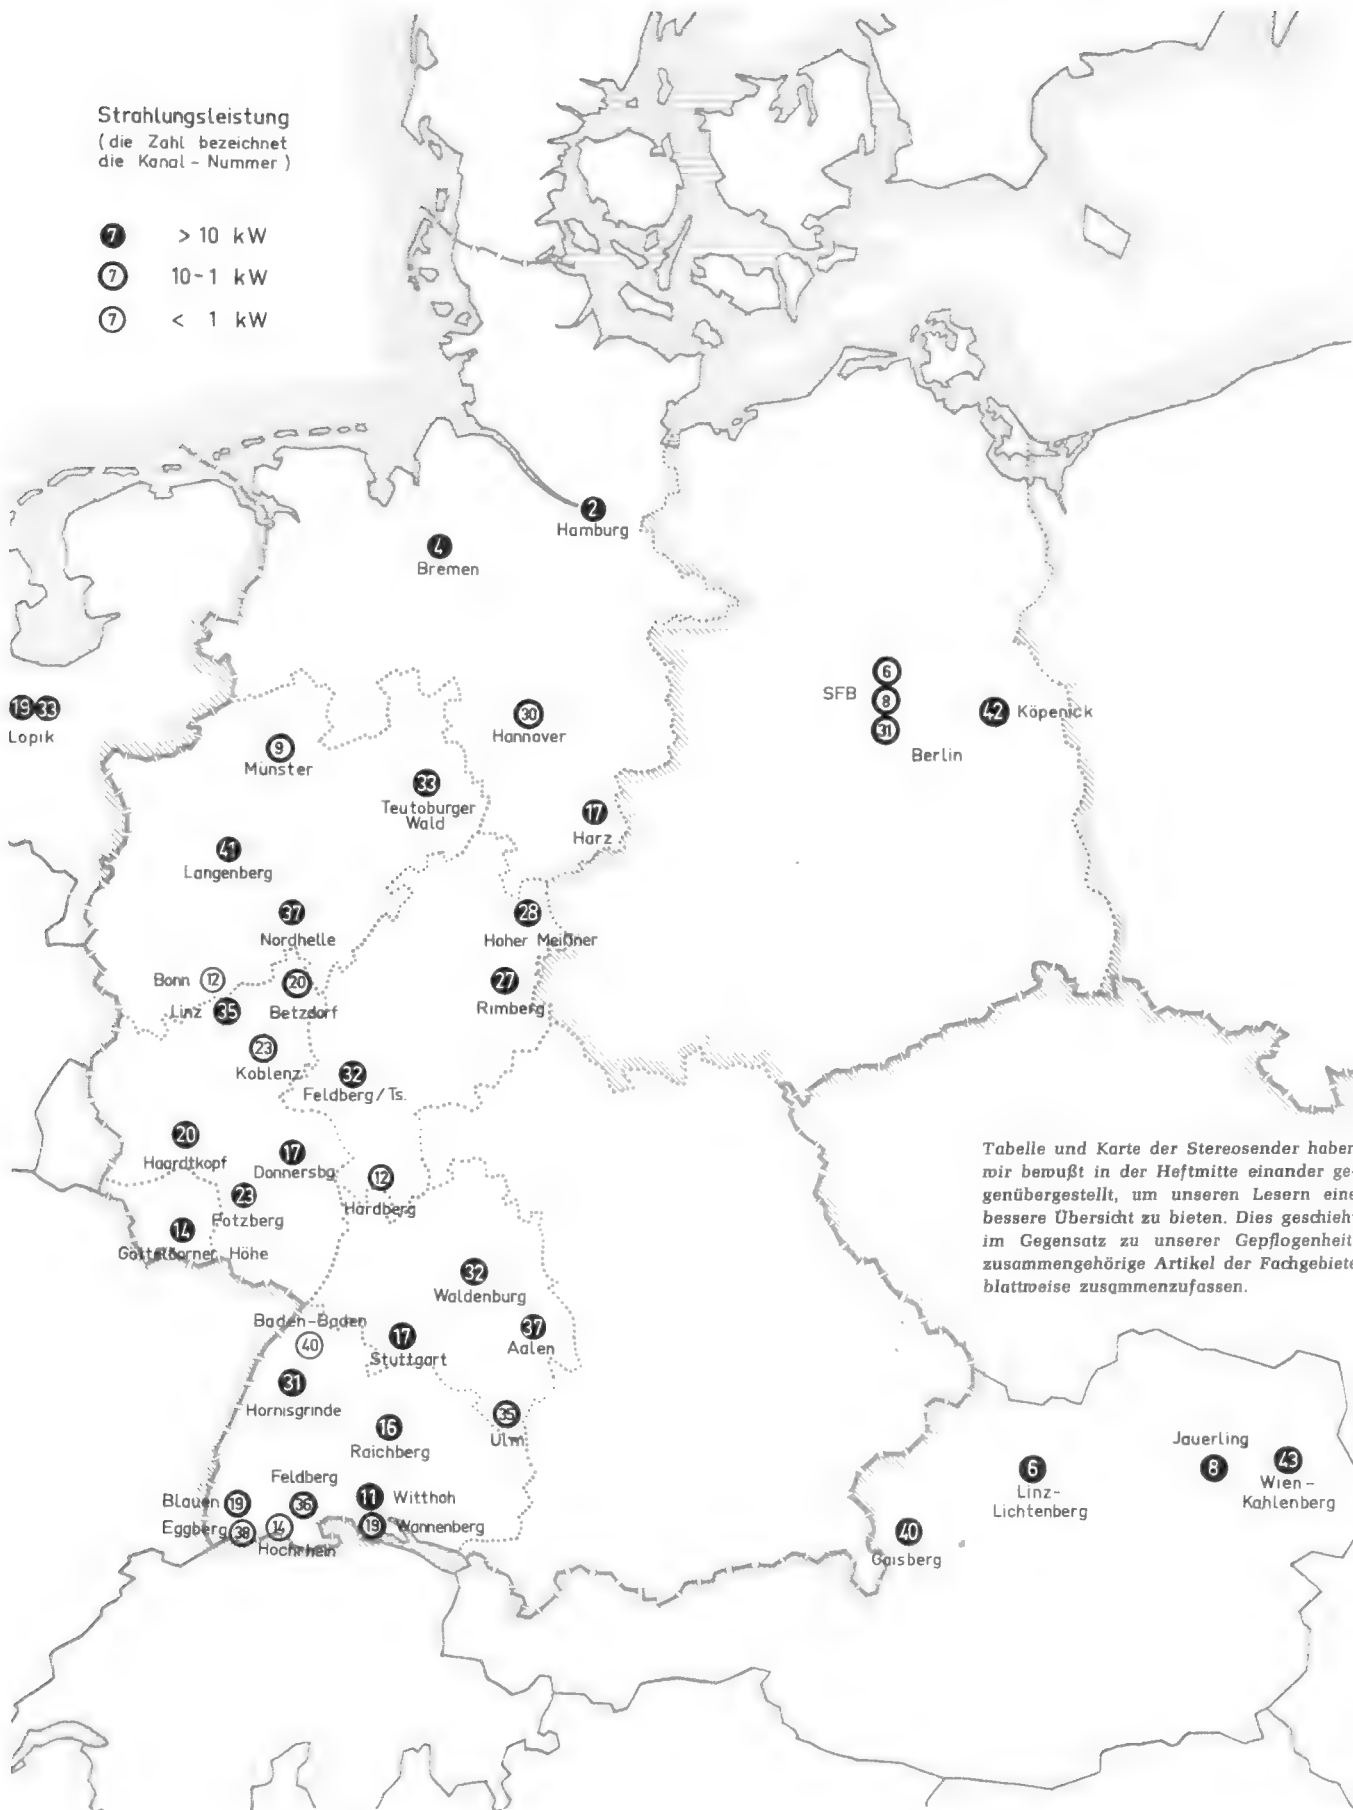 Strahlungsleistung
(die Zahl bezeichnet
die Kanal - Nummer)
7 > 10 kW
7 10-1 kW
7 < 1 kW
2
Hamburg
4
Bremen
19 33
Lopik
30
Hannover
9
Münster
33
Teutoburger
Wald
17
Harz
SFB
6
8
31
Berlin
42 Köpenick
41
Langenberg
37
Nordhelle
28
Hoher Meißner
Bonn 12
20
Betzdorf
27
Rimberg
Linz 35
23
Koblenz
32
Feldberg/Ts.
20
Haardtkopf
17
Donnersbg.
12
Hardberg
23
Potzberg
14
Göttelborner Höhe
Tabelle und Karte der Stereosender haben
wir bewußt in der Heftmitte einander ge-
genübergestellt, um unseren Lesern eine
bessere Übersicht zu bieten. Dies geschieht
im Gegensatz zu unserer Gepflogenheit,
zusammengehörige Artikel der Fachgebiete
blattweise zusammenzufassen.
32
Waldenburg
Baden-Baden
40
17
Stuttgart
37
Aalen
31
Hornisgrinde
16
Raichberg
35
Ulm
Feldberg
36
11 Witthoh
Blauen 19
Eggberg 38
14
Hochrhein
19 Wannenberg
6
Linz-
Lichtenberg
Jauerling
8
43
Wien-
Kahlenberg
40
Gaisberg